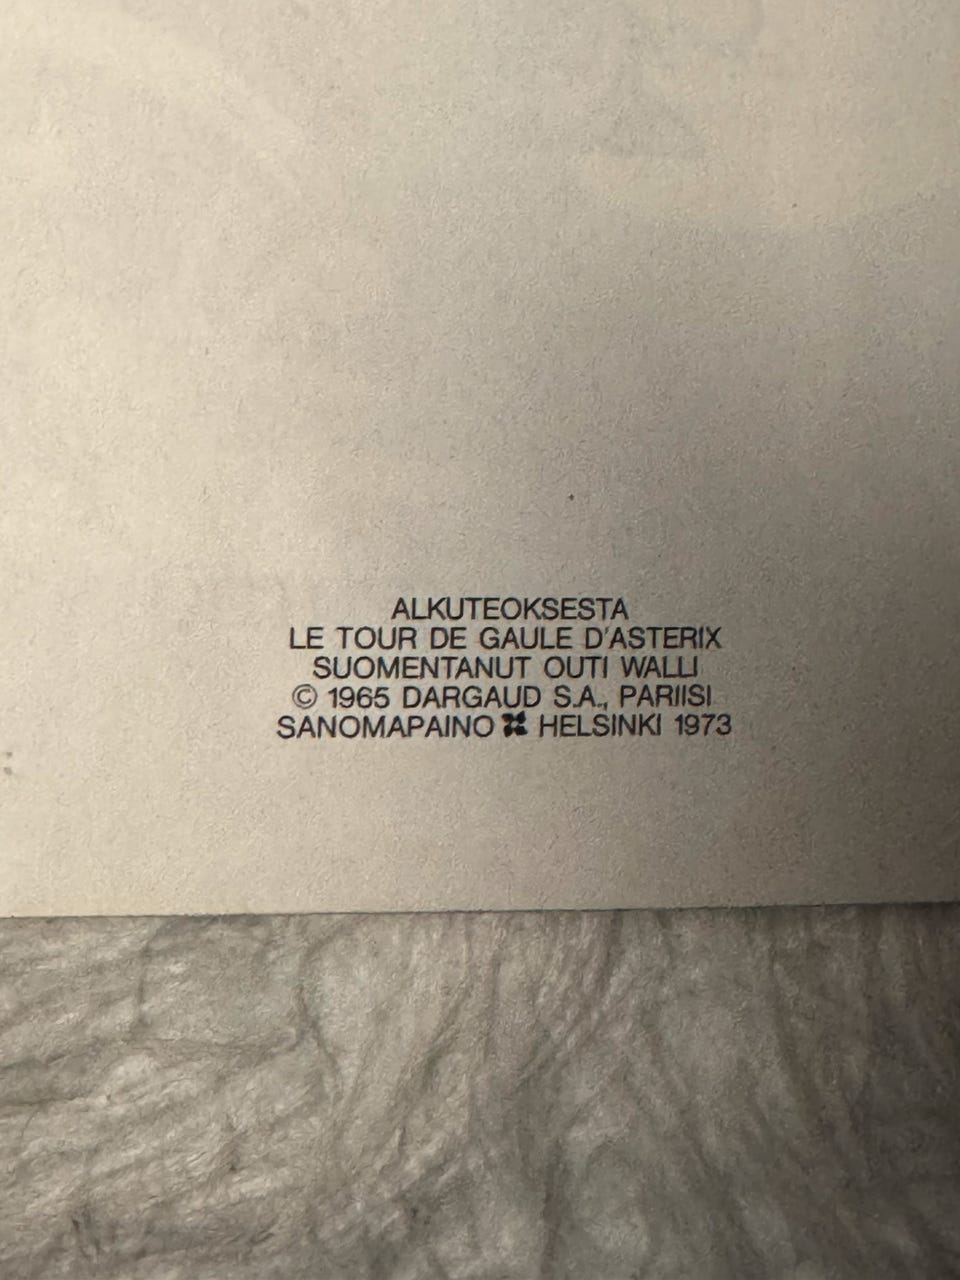 ALKUTEOKSESTA
LE TOUR DE GAULE D'ASTERIX
SUOMENTANUT OUTI WALLI
© 1965 DARGAUD S.A., PARIISI
SANOMAPAINO HELSINKI 1973